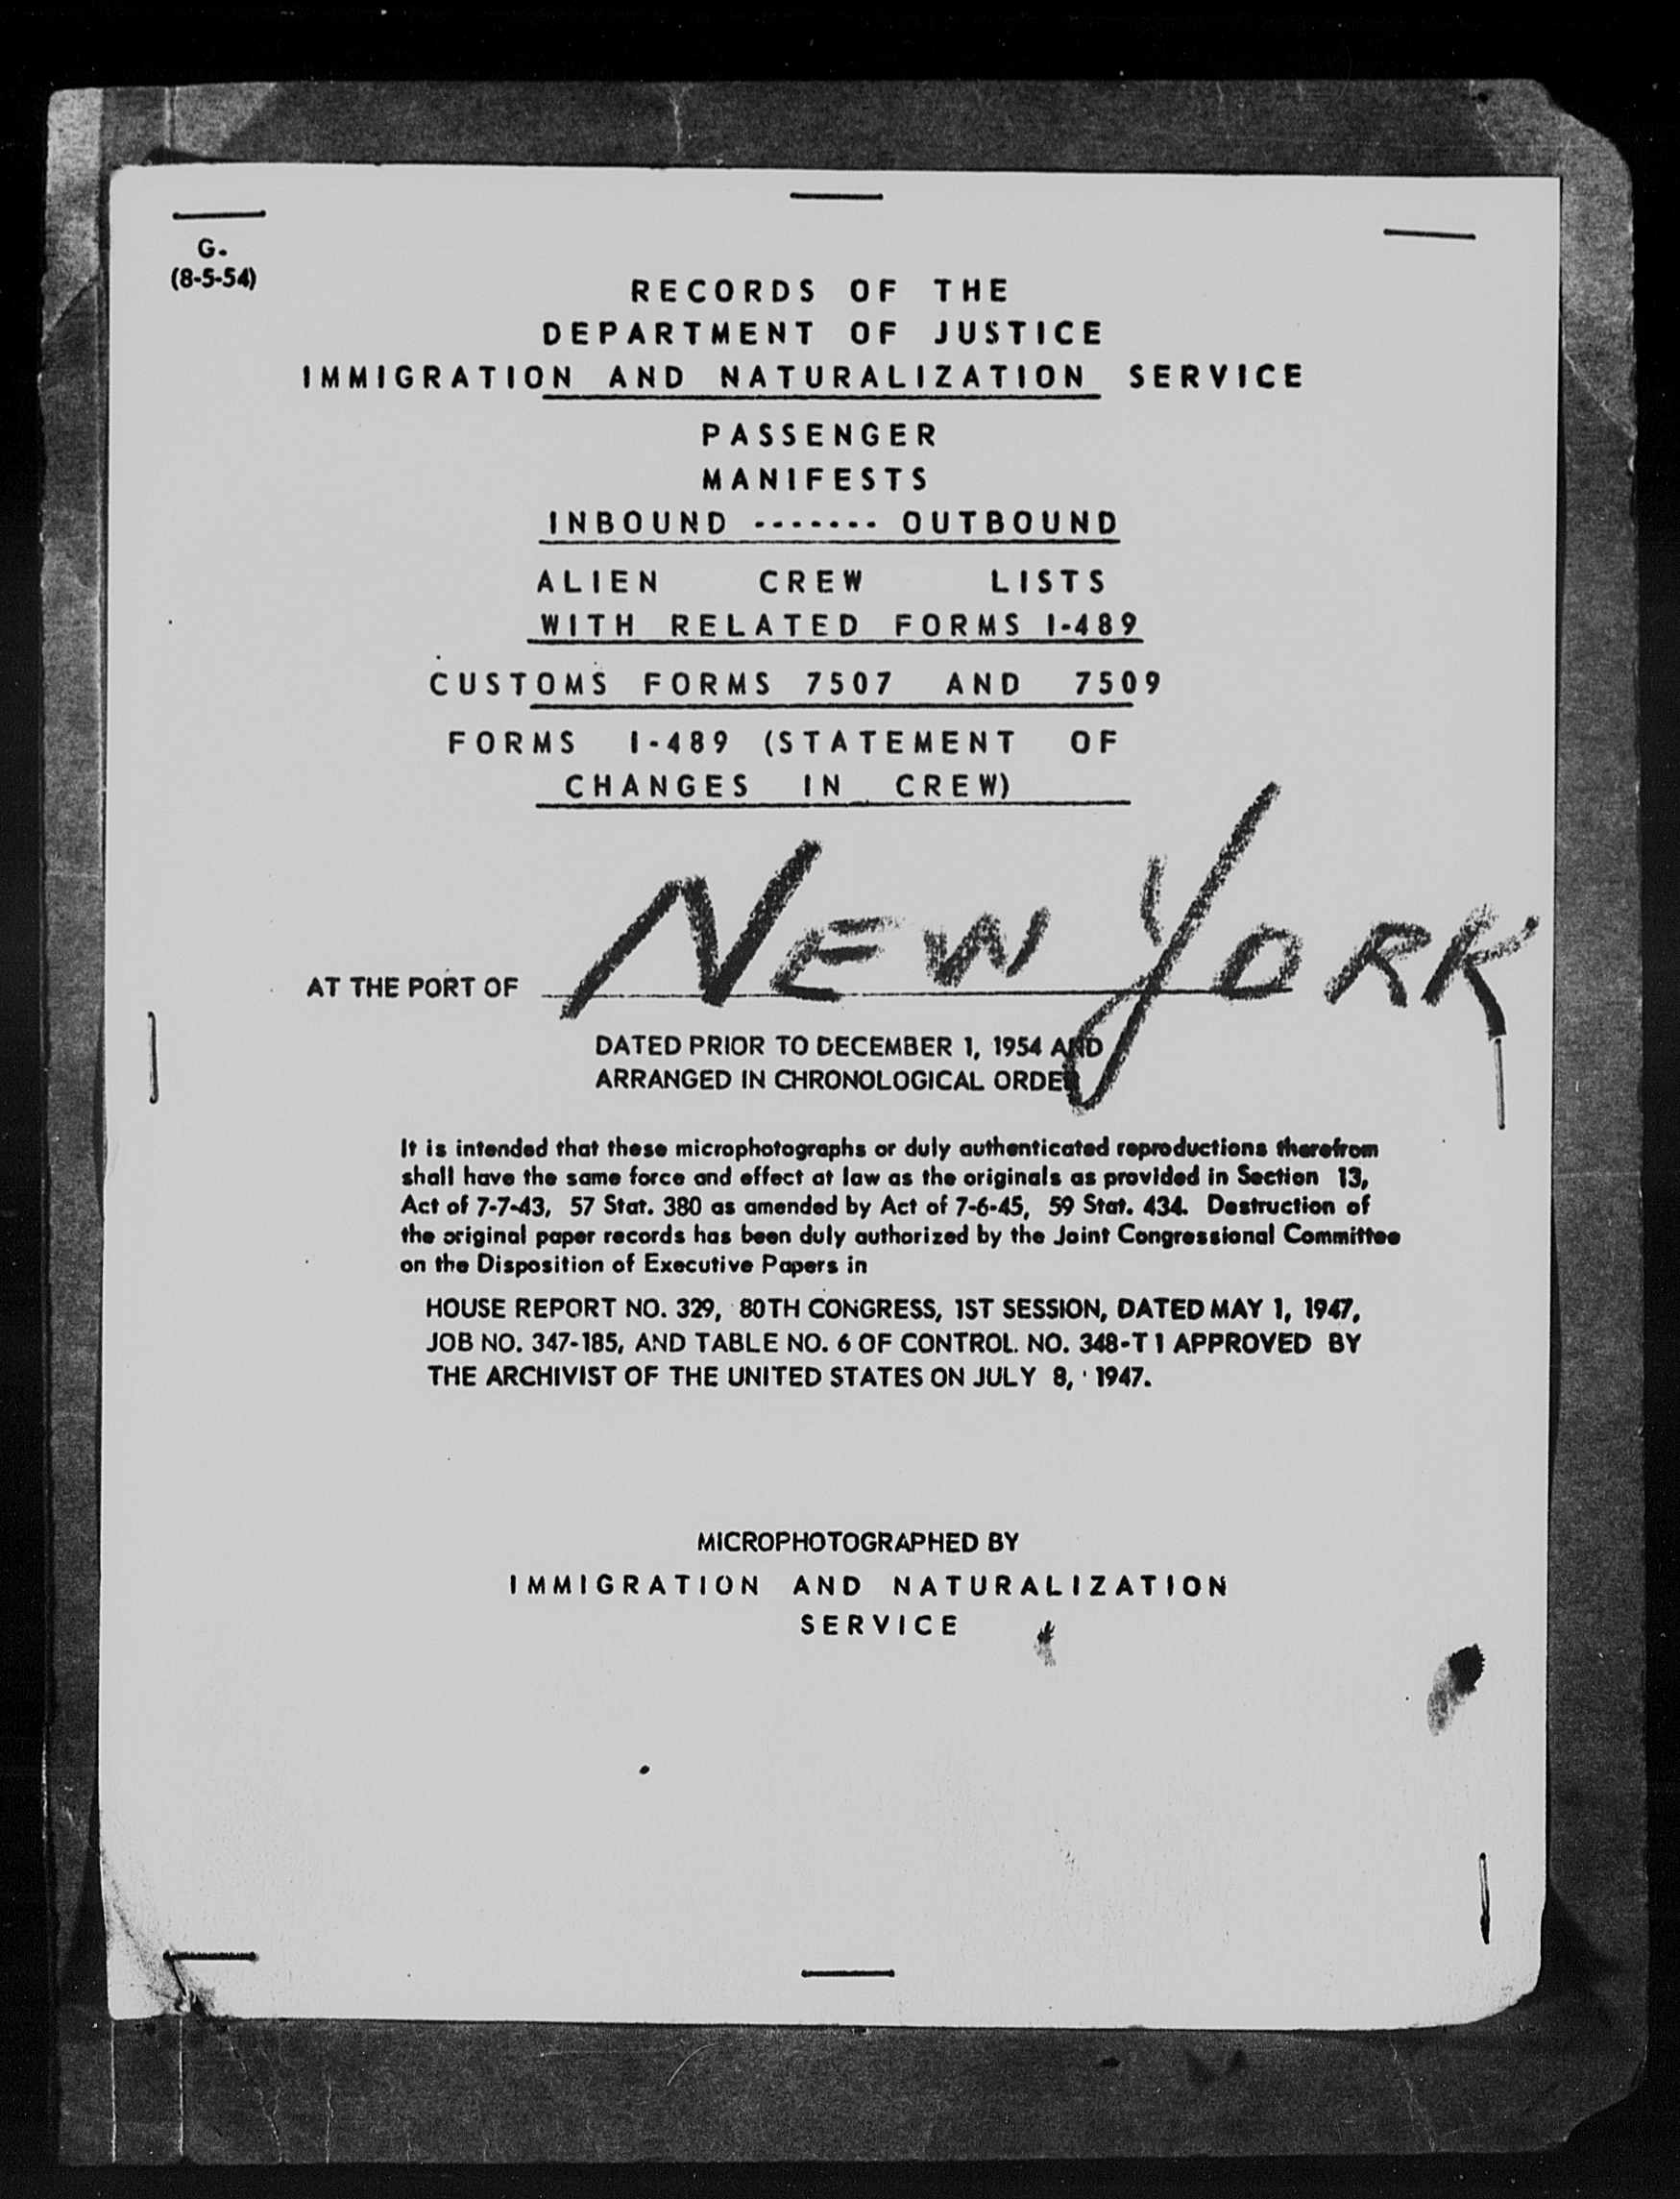 G.
(8-5-54)
RECORDS OF THE
DEPARTMENT OF JUSTICE
IMMIGRATION AND NATURALIZATION SERVICE
PASSENGER
MANIFESTS
INBOUND ------- OUTBOUND
ALIEN CREW LISTS
WITH RELATED FORMS I-489
CUSTOMS FORMS 7507 AND 7509
FORMS I-489 (STATEMENT OF
CHANGES IN CREW)
AT THE PORT OF NEW YORK
DATED PRIOR TO DECEMBER 1, 1954 AND
ARRANGED IN CHRONOLOGICAL ORDER
It is intended that these microphotographs or duly authenticated reproductions therefrom
shall have the same force and effect at law as the originals as provided in Section 13,
Act of 7-7-43, 57 Stat. 380 as amended by Act of 7-6-45, 59 Stat. 434. Destruction of
the original paper records has been duly authorized by the Joint Congressional Committee
on the Disposition of Executive Papers in
HOUSE REPORT NO. 329, 80TH CONGRESS, 1ST SESSION, DATED MAY 1, 1947,
JOB NO. 347-185, AND TABLE NO. 6 OF CONTROL. NO. 348-T 1 APPROVED BY
THE ARCHIVIST OF THE UNITED STATES ON JULY 8, 1947.
MICROPHOTOGRAPHED BY
IMMIGRATION AND NATURALIZATION
SERVICE